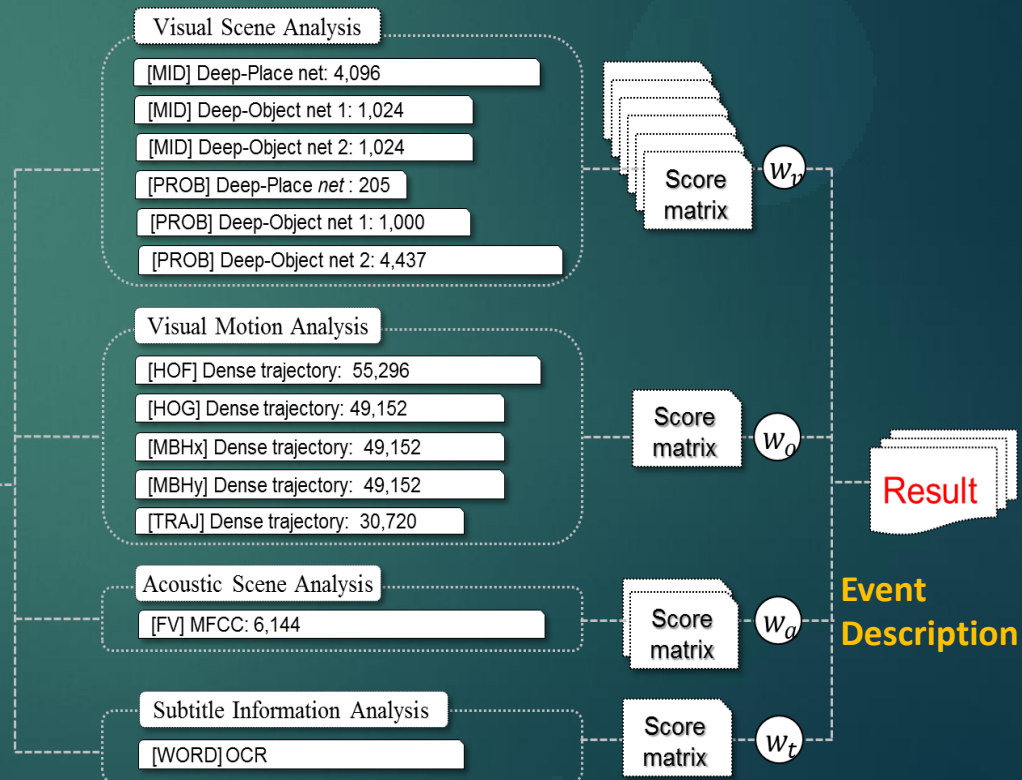 Visual Scene Analysis
[MID] Deep-Place net: 4,096
[MID] Deep-Object net 1: 1,024
[MID] Deep-Object net 2: 1,024
[PROB] Deep-Place net : 205
[PROB] Deep-Object net 1: 1,000
[PROB] Deep-Object net 2: 4,437
Score
matrix
w_v
Visual Motion Analysis
[HOF] Dense trajectory: 55,296
[HOG] Dense trajectory: 49,152
[MBHx] Dense trajectory: 49,152
[MBHy] Dense trajectory: 49,152
[TRAJ] Dense trajectory: 30,720
Score
matrix
w_o
Result
Acoustic Scene Analysis
[FV] MFCC: 6,144
Score
matrix
w_a
Event
Description
Subtitle Information Analysis
[WORD] OCR
Score
matrix
w_t